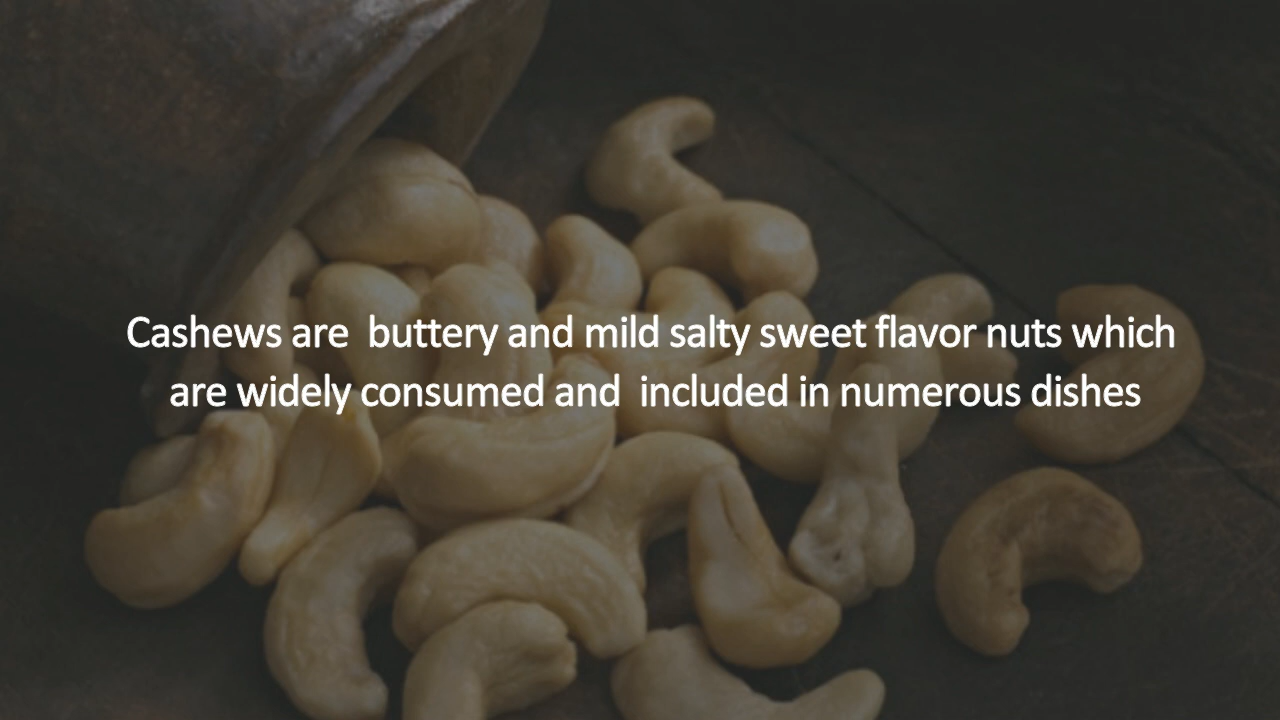 Cashews are  buttery and mild salty sweet flavor nuts which
are widely consumed and  included in numerous dishes